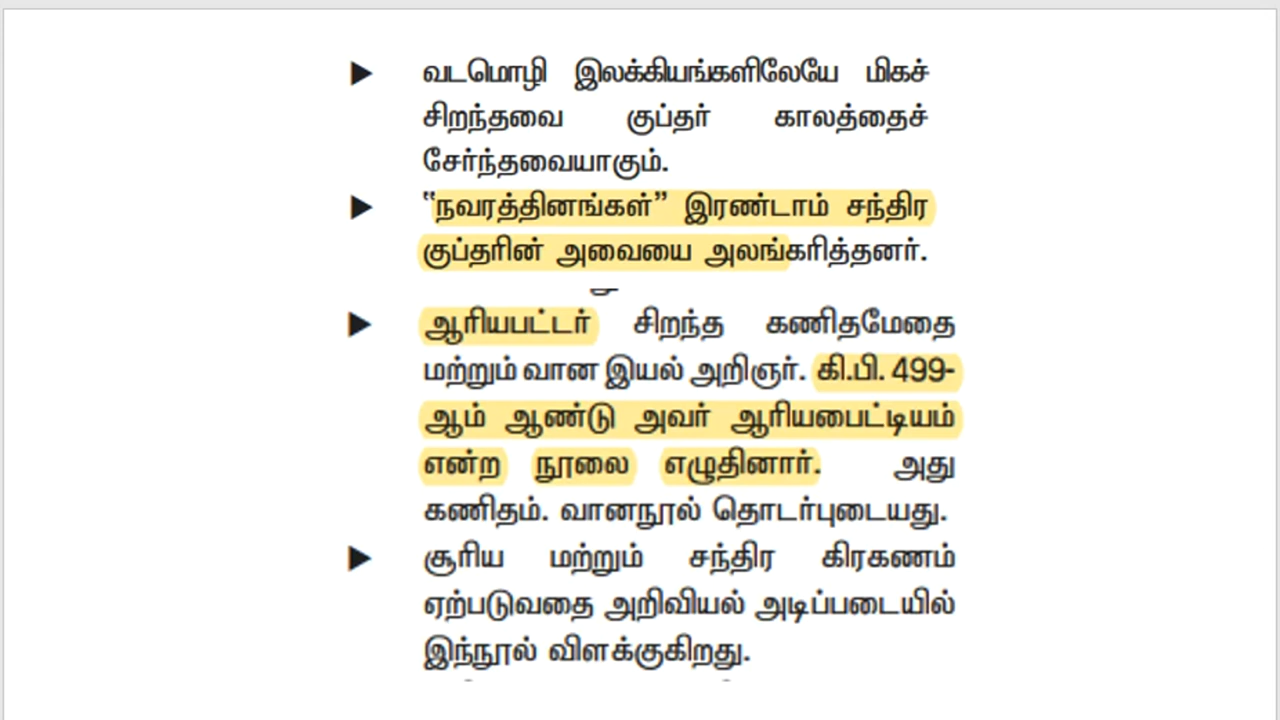 ▶ வடமொழி இலக்கியங்களிலேயே மிகச்
சிறந்தவை குப்தர் காலத்தைச்
சேர்ந்தவையாகும்.
▶ “நவரத்தினங்கள்” இரண்டாம் சந்திர
குப்தரின் அவையை அலங்கரித்தனர்.
▶ ஆரியபட்டர் சிறந்த கணிதமேதை
மற்றும் வான இயல் அறிஞர். கி.பி. 499-
ஆம் ஆண்டு அவர் ஆரியபைட்டியம்
என்ற நூலை எழுதினார். அது
கணிதம். வானநூல் தொடர்புடையது.
▶ சூரிய மற்றும் சந்திர கிரகணம்
ஏற்படுவதை அறிவியல் அடிப்படையில்
இந்நூல் விளக்குகிறது.